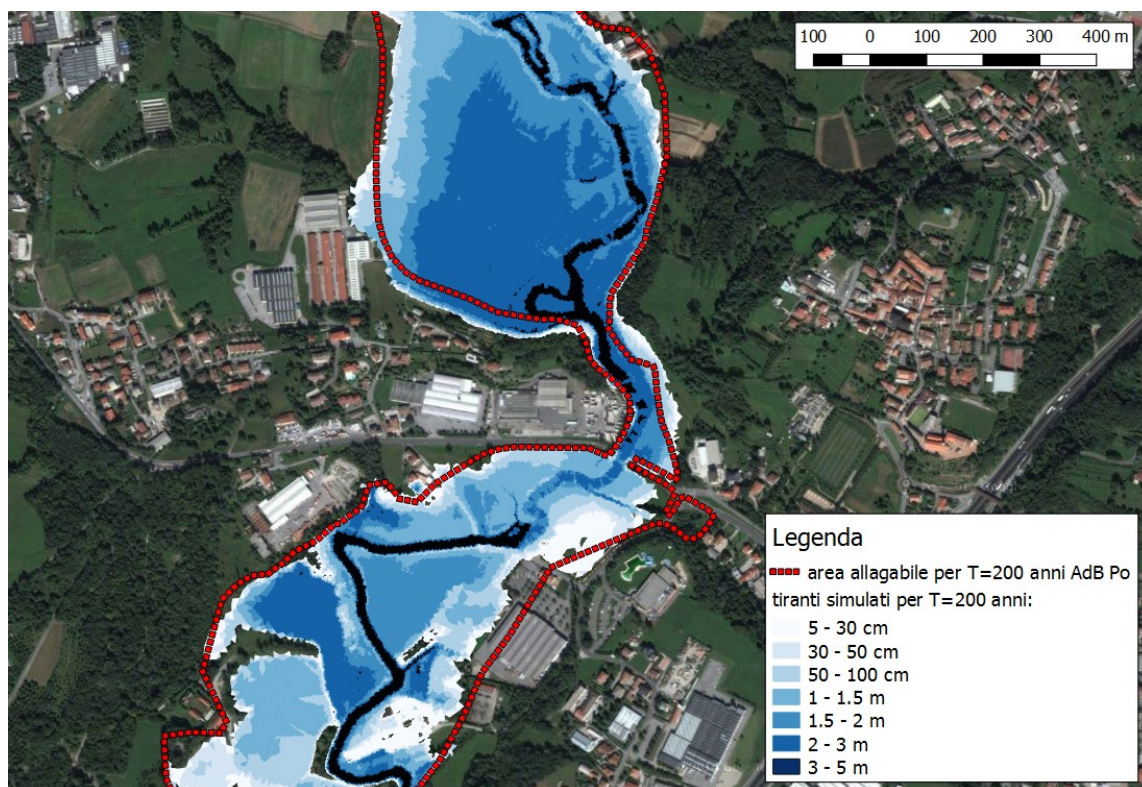 100 0 100 200 300 400 m
Legenda
area allagabile per T=200 anni AdB Po
tiranti simulati per T=200 anni:
5 - 30 cm
30 - 50 cm
50 - 100 cm
1 - 1.5 m
1.5 - 2 m
2 - 3 m
3 - 5 m